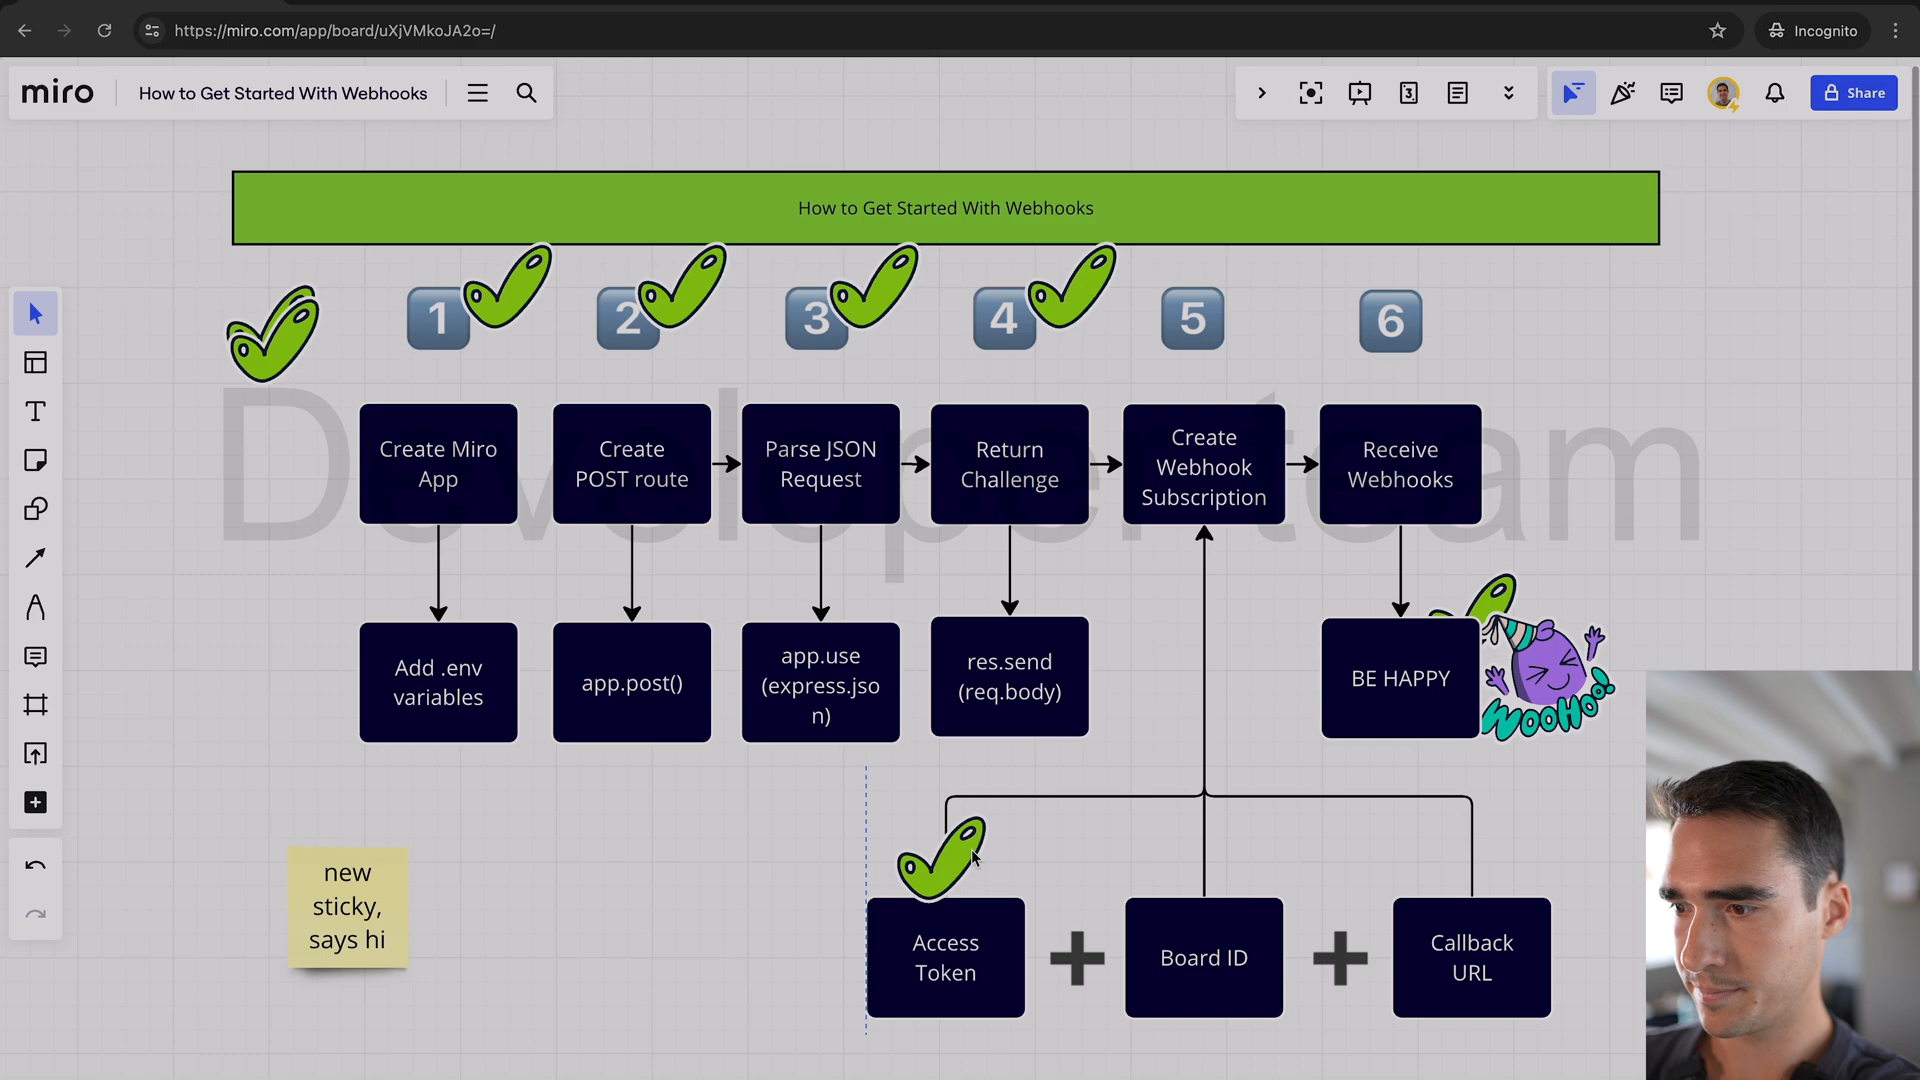 https://miro.com/app/board/uXjVMkoJA2o=/
Incognito
miro
How to Get Started With Webhooks
3
Share
How to Get Started With Webhooks
1
2
3
4
5
6
Developer team
Create Miro
App
Create
POST route
Parse JSON
Request
Return
Challenge
Create
Webhook
Subscription
Receive
Webhooks
Add .env
variables
app.post()
app.use
(express.jso
n)
res.send
(req.body)
BE HAPPY
WOOHOO!
new
sticky,
says hi
Access
Token
Board ID
Callback
URL